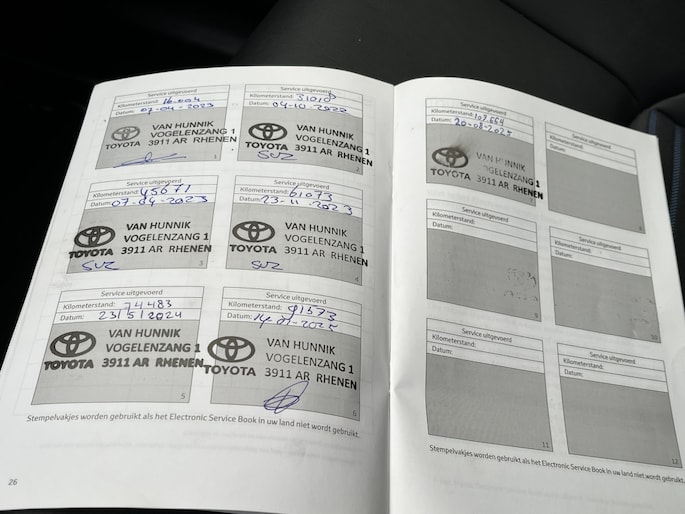 Service uitgevoerd
Kilometerstand: 16.004
Datum: 07-04-2023
TOYOTA
VAN HUNNIK
VOGELENZANG 1
3911 AR RHENEN
1
Service uitgevoerd
Kilometerstand: 31010
Datum: 04-10-2022
TOYOTA
VAN HUNNIK
VOGELENZANG 1
3911 AR RHENEN
2
Service uitgevoerd
Kilometerstand: 45671
Datum: 07-04-2023
TOYOTA
VAN HUNNIK
VOGELENZANG 1
3911 AR RHENEN
3
Service uitgevoerd
Kilometerstand: 61073
Datum: 23-11-2023
TOYOTA
VAN HUNNIK
VOGELENZANG 1
3911 AR RHENEN
4
Service uitgevoerd
Kilometerstand: 74483
Datum: 23/5/2024
TOYOTA
VAN HUNNIK
VOGELENZANG 1
3911 AR RHENEN
5
Service uitgevoerd
Kilometerstand: 91573
Datum: 14-01-2025
TOYOTA
VAN HUNNIK
VOGELENZANG 1
3911 AR RHENEN
6
Stempelvakjes worden gebruikt als het Electronic Service Book in uw land niet wordt gebruikt.
26
Service uitgevoerd
Kilometerstand: 107.664
Datum: 20-08-2025
TOYOTA
VAN HUNNIK
VOGELENZANG 1
3911 AR RHENEN
Service uitgevoerd
Kilometerstand:
Datum:
8
Service uitgevoerd
Kilometerstand:
Datum:
9
Service uitgevoerd
Kilometerstand:
Datum:
10
Service uitgevoerd
Kilometerstand:
Datum:
11
Service uitgevoerd
Kilometerstand:
Datum:
12
Stempelvakjes worden gebruikt als het Electronic Service Book in uw land niet wordt gebruikt.